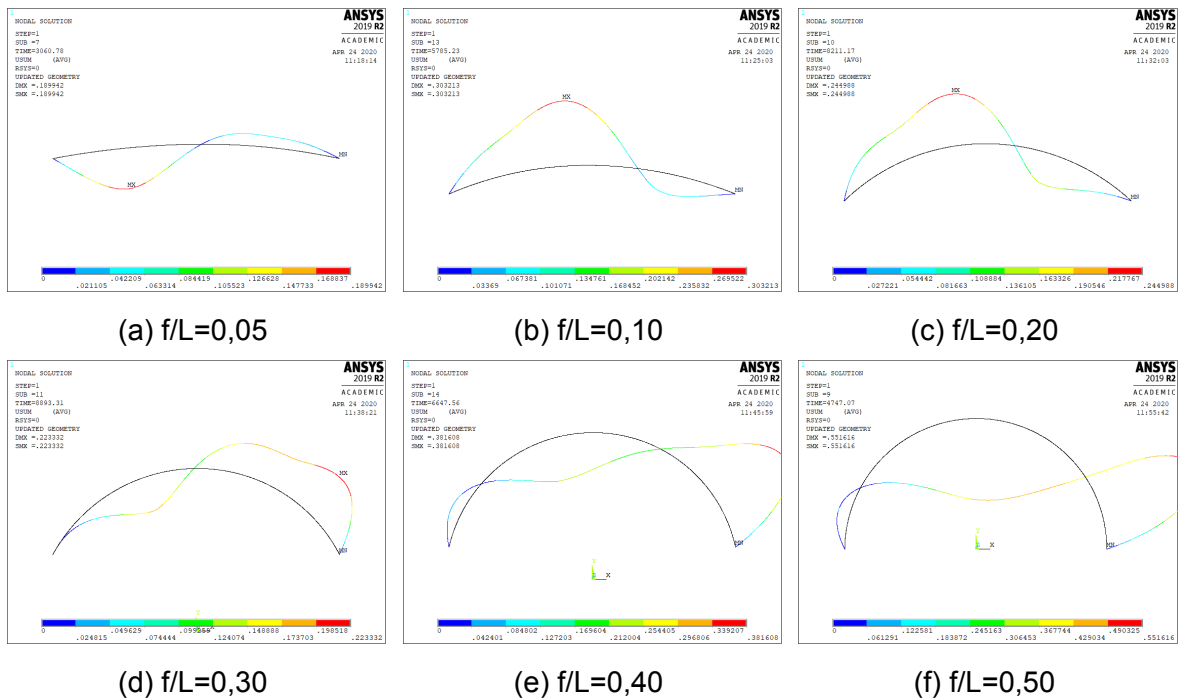 1
NODAL SOLUTION
STEP=1
SUB =7
TIME=3060.78
USUM (AVG)
RSYS=0
UPDATED GEOMETRY
DMX =.189942
SMX =.189942
ANSYS
2019 R2
ACADEMIC
APR 24 2020
11:18:14
MX
MN
0 .042209 .084419 .126628 .168837
.021105 .063314 .105523 .147733 .189942
(a) f/L=0,05
1
NODAL SOLUTION
STEP=1
SUB =13
TIME=5785.23
USUM (AVG)
RSYS=0
UPDATED GEOMETRY
DMX =.303213
SMX =.303213
ANSYS
2019 R2
ACADEMIC
APR 24 2020
11:25:03
MX
MN
0 .067381 .134761 .202142 .269522
.03369 .101071 .168452 .235832 .303213
(b) f/L=0,10
1
NODAL SOLUTION
STEP=1
SUB =10
TIME=8211.17
USUM (AVG)
RSYS=0
UPDATED GEOMETRY
DMX =.244988
SMX =.244988
ANSYS
2019 R2
ACADEMIC
APR 24 2020
11:32:03
MX
MN
0 .054442 .108884 .163326 .217767
.027221 .081663 .136105 .190546 .244988
(c) f/L=0,20
1
NODAL SOLUTION
STEP=1
SUB =11
TIME=8893.31
USUM (AVG)
RSYS=0
UPDATED GEOMETRY
DMX =.223332
SMX =.223332
ANSYS
2019 R2
ACADEMIC
APR 24 2020
11:38:21
MX
MN
Y
0 .049629 .148888 .198518
.024815 .074444 .124074 .173703 .223332
(d) f/L=0,30
1
NODAL SOLUTION
STEP=1
SUB =14
TIME=6647.56
USUM (AVG)
RSYS=0
UPDATED GEOMETRY
DMX =.381608
SMX =.381608
ANSYS
2019 R2
ACADEMIC
APR 24 2020
11:45:59
MN
Y
X
0 .084802 .169604 .254405 .339207
.042401 .127203 .212004 .296806 .381608
(e) f/L=0,40
1
NODAL SOLUTION
STEP=1
SUB =9
TIME=4747.07
USUM (AVG)
RSYS=0
UPDATED GEOMETRY
DMX =.551616
SMX =.551616
ANSYS
2019 R2
ACADEMIC
APR 24 2020
11:55:42
MN
Y
X
0 .122581 .245163 .367744 .490325
.061291 .183872 .306453 .429034 .551616
(f) f/L=0,50